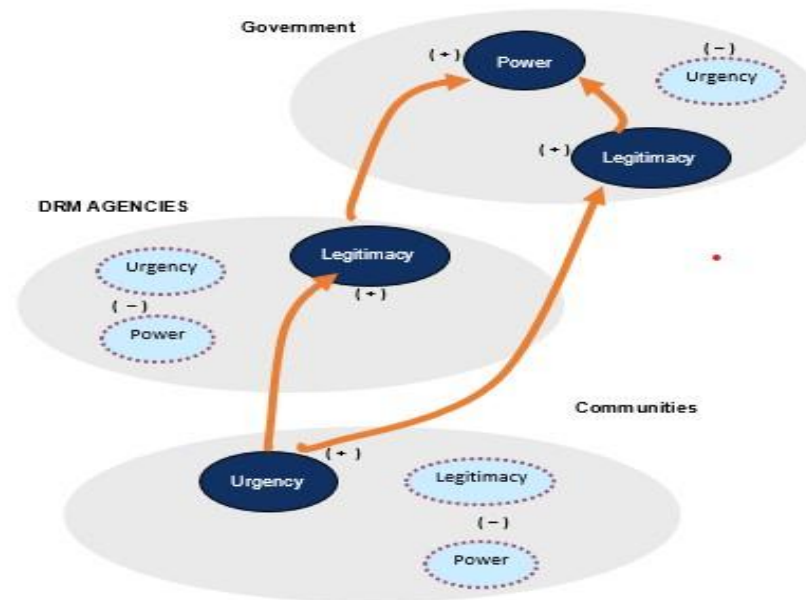 Government
( + )
Power
( − )
Urgency
( + )
Legitimacy
DRM AGENCIES
Urgency
( − )
Power
Legitimacy
( + )
Communities
Urgency
( + )
Legitimacy
( − )
Power